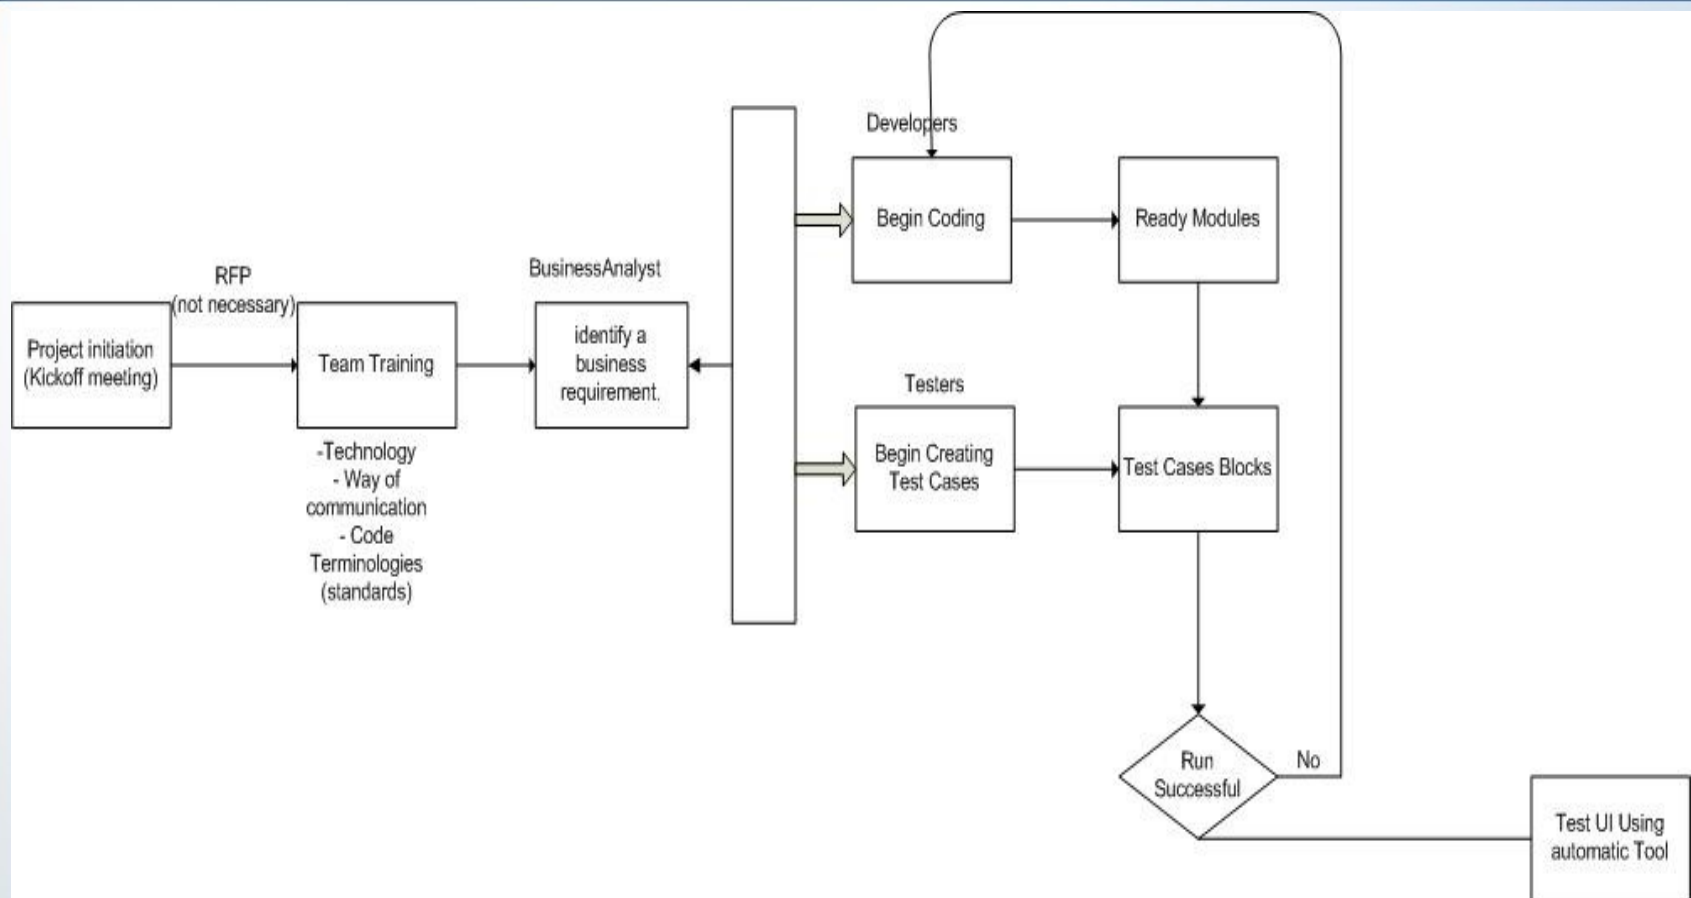 Project initiation
(Kickoff meeting)
RFP
(not necessary)
Team Training
-Technology
- Way of
communication
- Code
Terminologies
(standards)
BusinessAnalyst
identify a
business
requirement.
Developers
Begin Coding
Ready Modules
Testers
Begin Creating
Test Cases
Test Cases Blocks
Run
Successful
No
Test UI Using
automatic Tool